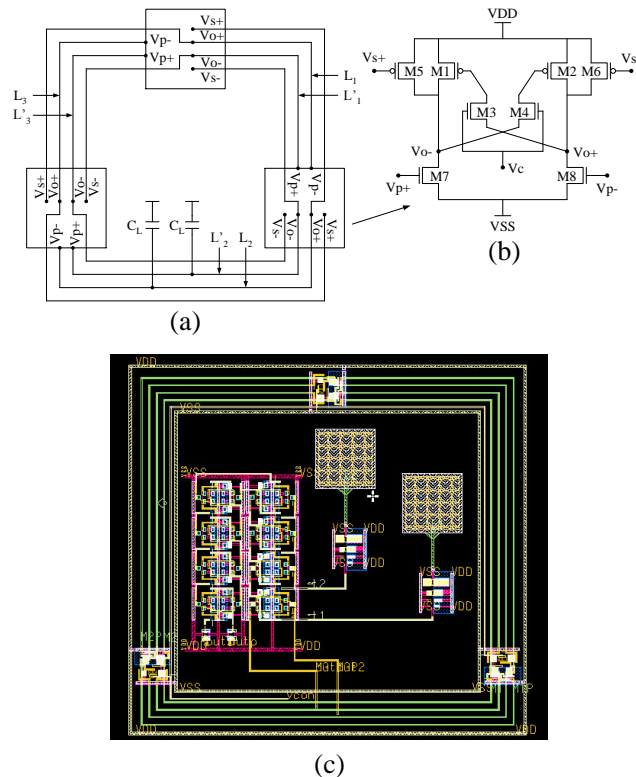 Vs+
Vo+
Vp-
Vp+
Vo-
Vs-
L1
L'1
L3
L'3
Vs+
Vo+
Vo-
Vs-
Vp-
Vp+
CL
CL
L'2
L2
Vp+
Vp-
Vs-
Vo-
Vo+
Vs+
(a)
VDD
Vs+
M5
M1
M2
M6
Vs
M3
M4
Vo-
Vc
Vo+
Vp+
M7
M8
Vp-
VSS
(b)
VDD
VSS
VSS
VSS
VSS
VDD
VSS
VDD
VDD
VDD
vcon
VSS
VDD
VDD
(c)